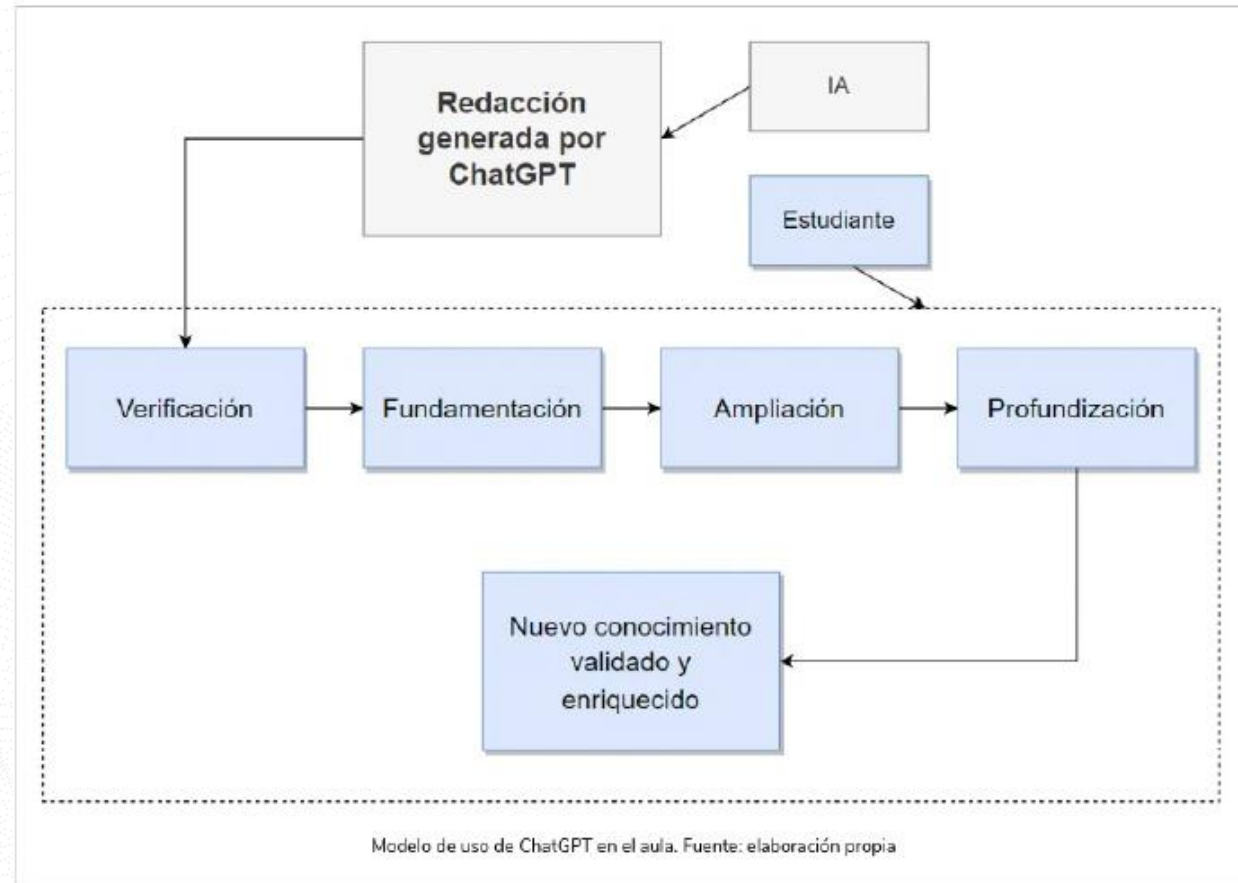 Redacción
generada por
ChatGPT
IA
Estudiante
Verificación
Fundamentación
Ampliación
Profundización
Nuevo conocimiento
validado y
enriquecido
Modelo de uso de ChatGPT en el aula. Fuente: elaboración propia